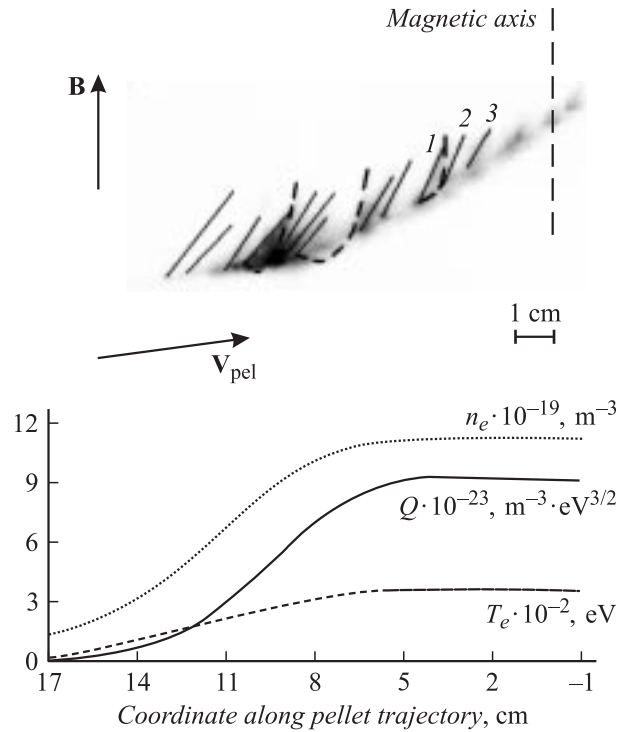 Magnetic axis
B
1 2 3
1 cm
V_pel
12
n_e·10^−19, m^−3
9
Q·10^−23, m^−3·eV^3/2
6
3
T_e·10^−2, eV
0
17 14 11 8 5 2 −1
Coordinate along pellet trajectory, cm